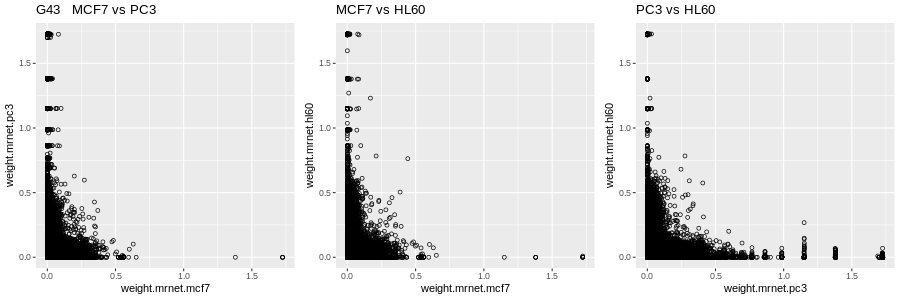 G43 MCF7 vs PC3
weight.mrnet.pc3
1.5
1.0
0.5
0.0
0.0 0.5 1.0 1.5
weight.mrnet.mcf7
MCF7 vs HL60
weight.mrnet.hl60
1.5
1.0
0.5
0.0
0.0 0.5 1.0 1.5
weight.mrnet.mcf7
PC3 vs HL60
weight.mrnet.hl60
1.5
1.0
0.5
0.0
0.0 0.5 1.0 1.5
weight.mrnet.pc3